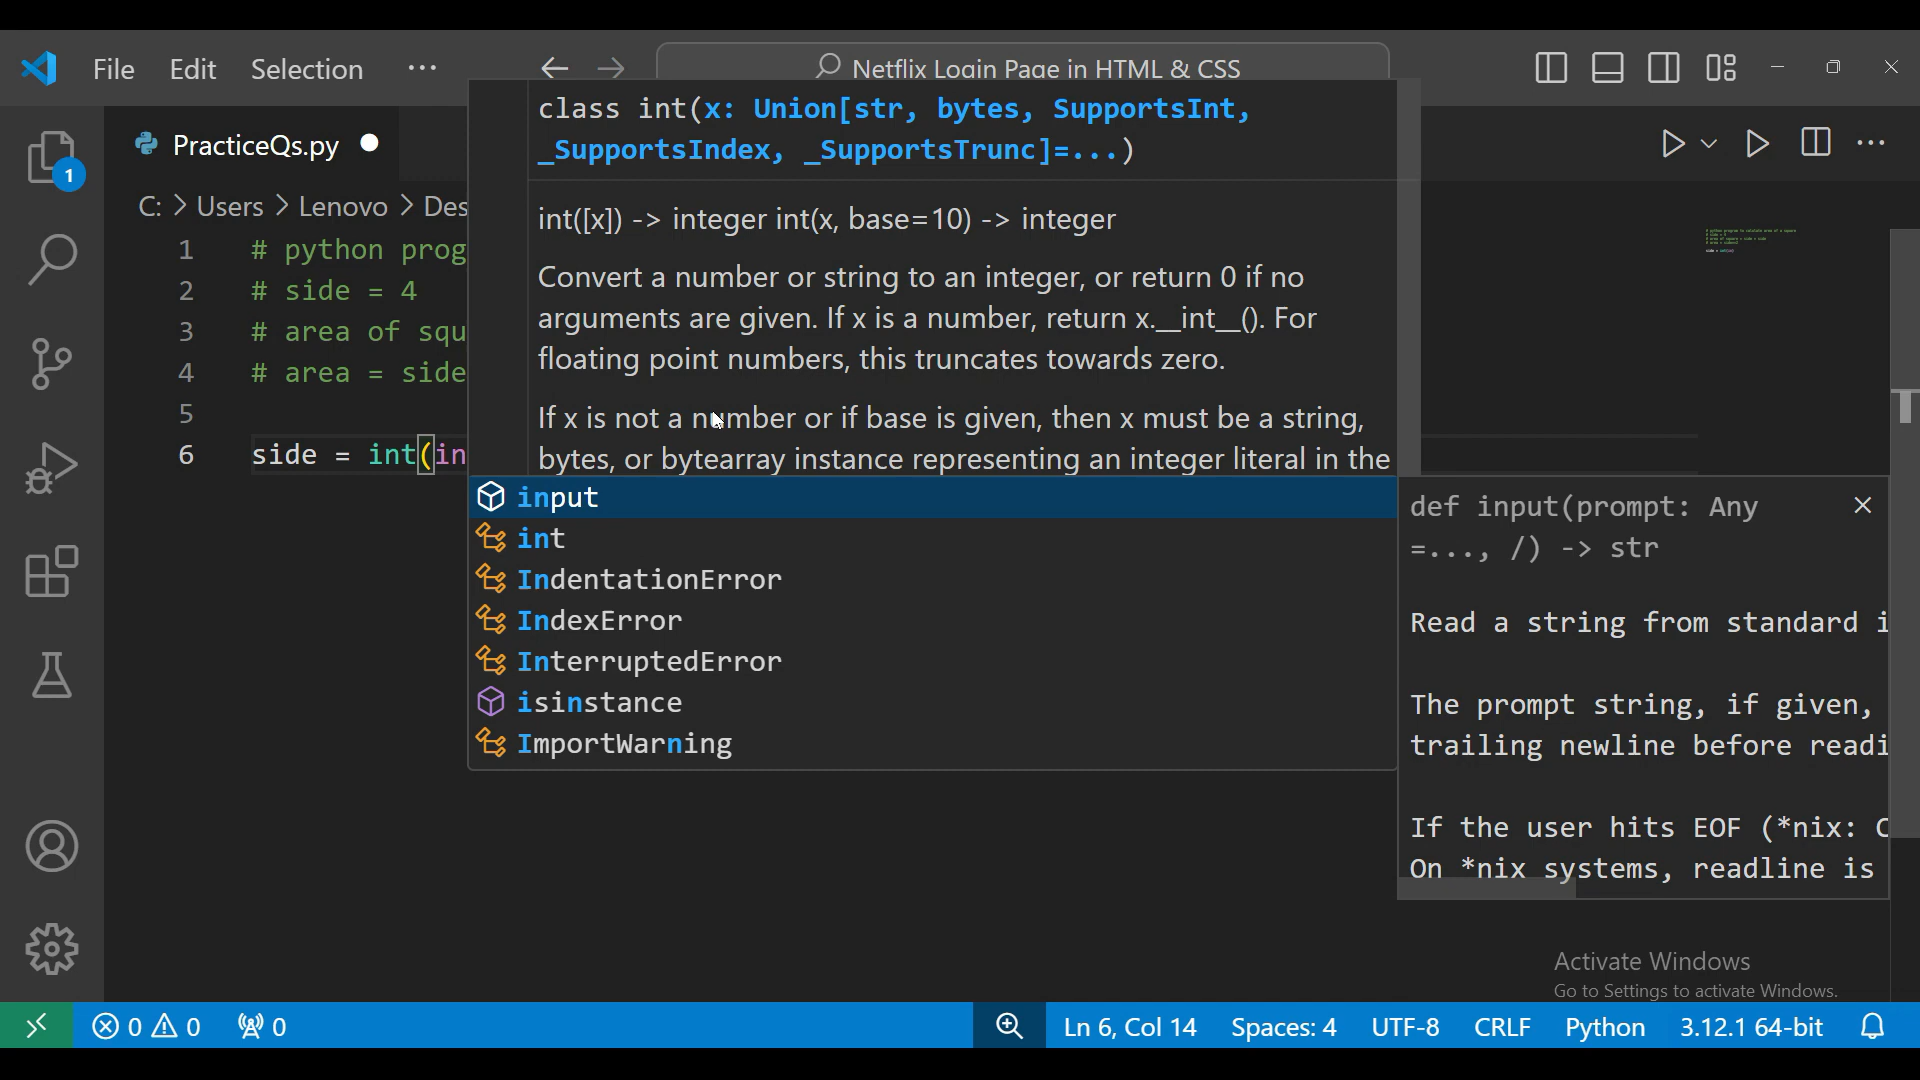 File Edit Selection ···
Netflix Login Page in HTML & CSS
PracticeQs.py
1
C: > Users > Lenovo > Des
1 # python prog
2 # side = 4
3 # area of squ
4 # area = side
5
6 side = int(in
class int(x: Union[str, bytes, SupportsInt,
_SupportsIndex, _SupportsTrunc]=...)
int([x]) -> integer int(x, base=10) -> integer
Convert a number or string to an integer, or return 0 if no
arguments are given. If x is a number, return x.__int__(). For
floating point numbers, this truncates towards zero.
If x is not a number or if base is given, then x must be a string,
bytes, or bytearray instance representing an integer literal in the
input
int
IndentationError
IndexError
InterruptedError
isinstance
ImportWarning
def input(prompt: Any
=..., /) -> str
Read a string from standard i
The prompt string, if given,
trailing newline before readi
If the user hits EOF (*nix: C
On *nix systems, readline is
Activate Windows
Go to Settings to activate Windows.
0 0 0 Ln 6, Col 14 Spaces: 4 UTF-8 CRLF Python 3.12.1 64-bit